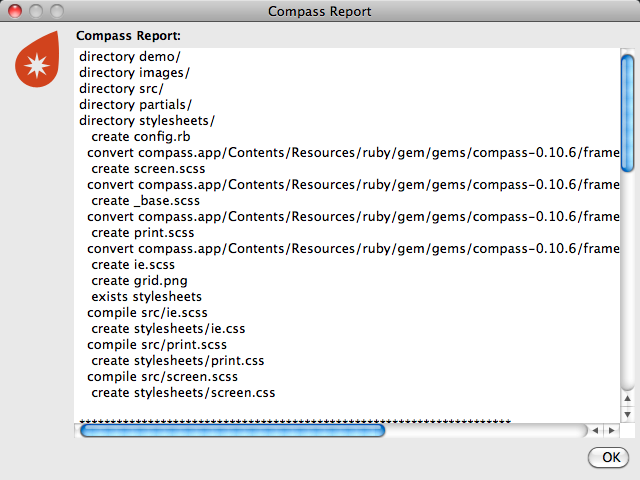 Compass Report
Compass Report:
directory demo/
directory images/
directory src/
directory partials/
directory stylesheets/
create config.rb
convert compass.app/Contents/Resources/ruby/gem/gems/compass-0.10.6/frame
create screen.scss
convert compass.app/Contents/Resources/ruby/gem/gems/compass-0.10.6/frame
create _base.scss
convert compass.app/Contents/Resources/ruby/gem/gems/compass-0.10.6/frame
create print.scss
convert compass.app/Contents/Resources/ruby/gem/gems/compass-0.10.6/frame
create ie.scss
create grid.png
exists stylesheets
compile src/ie.scss
create stylesheets/ie.css
compile src/print.scss
create stylesheets/print.css
compile src/screen.scss
create stylesheets/screen.css
*********************************************************************
OK